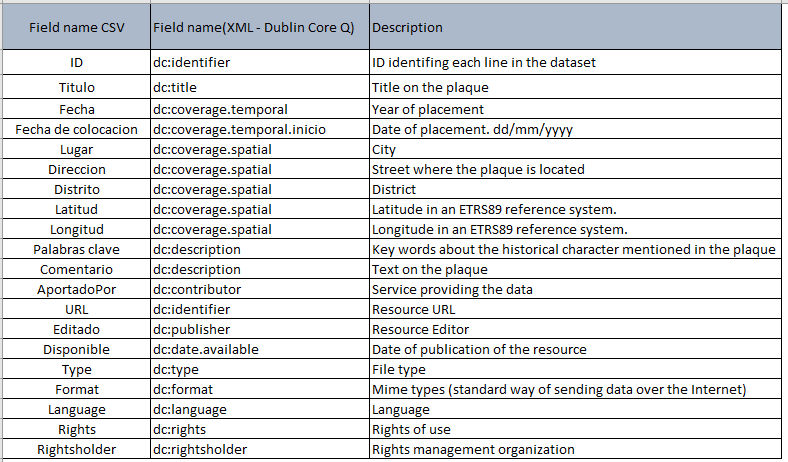 Field name CSV Field name(XML - Dublin Core Q) Description
ID dc:identifier ID identifing each line in the dataset
Titulo dc:title Title on the plaque
Fecha dc:coverage.temporal Year of placement
Fecha de colocacion dc:coverage.temporal.inicio Date of placement. dd/mm/yyyy
Lugar dc:coverage.spatial City
Direccion dc:coverage.spatial Street where the plaque is located
Distrito dc:coverage.spatial District
Latitud dc:coverage.spatial Latitude in an ETRS89 reference system.
Longitud dc:coverage.spatial Longitude in an ETRS89 reference system.
Palabras clave dc:description Key words about the historical character mentioned in the plaque
Comentario dc:description Text on the plaque
AportadoPor dc:contributor Service providing the data
URL dc:identifier Resource URL
Editado dc:publisher Resource Editor
Disponible dc:date.available Date of publication of the resource
Type dc:type File type
Format dc:format Mime types (standard way of sending data over the Internet)
Language dc:language Language
Rights dc:rights Rights of use
Rightsholder dc:rightsholder Rights management organization